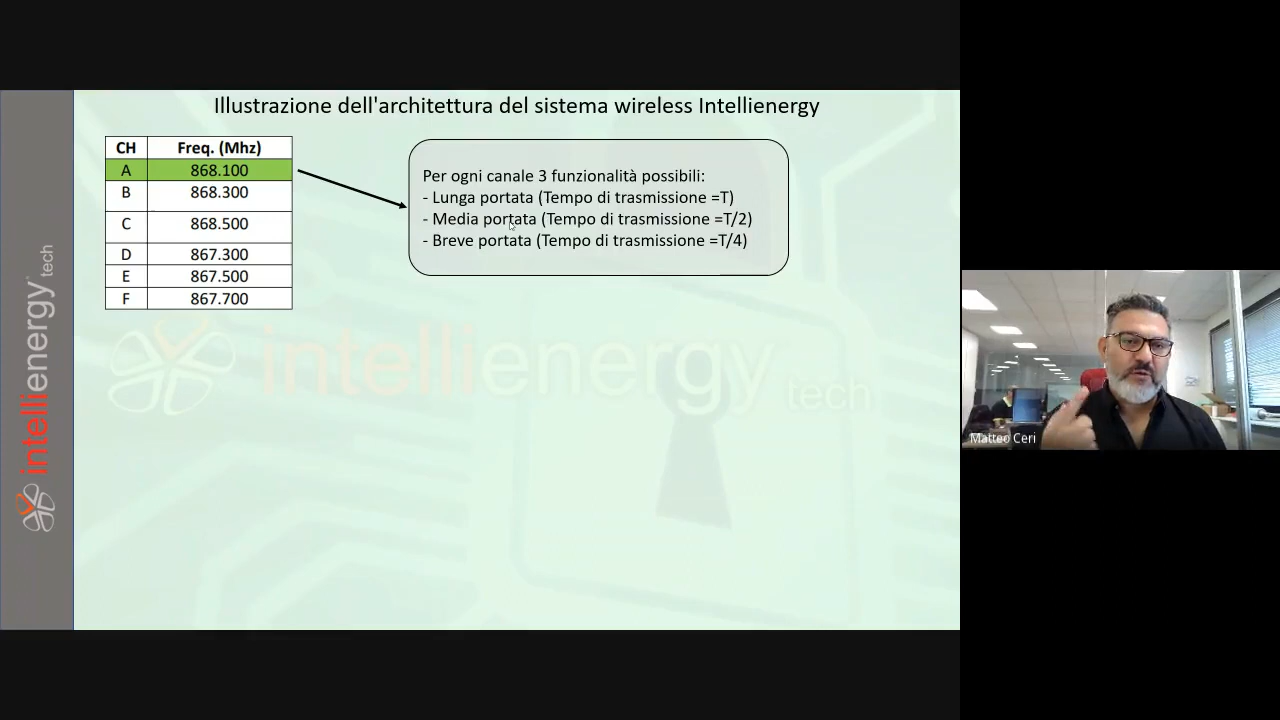 Illustrazione dell'architettura del sistema wireless Intellienergy
CH Freq. (Mhz)
A 868.100
B 868.300
C 868.500
D 867.300
E 867.500
F 867.700
Per ogni canale 3 funzionalità possibili:
- Lunga portata (Tempo di trasmissione =T)
- Media portata (Tempo di trasmissione =T/2)
- Breve portata (Tempo di trasmissione =T/4)
intellienergy tech
intellienergy tech
Matteo Ceri